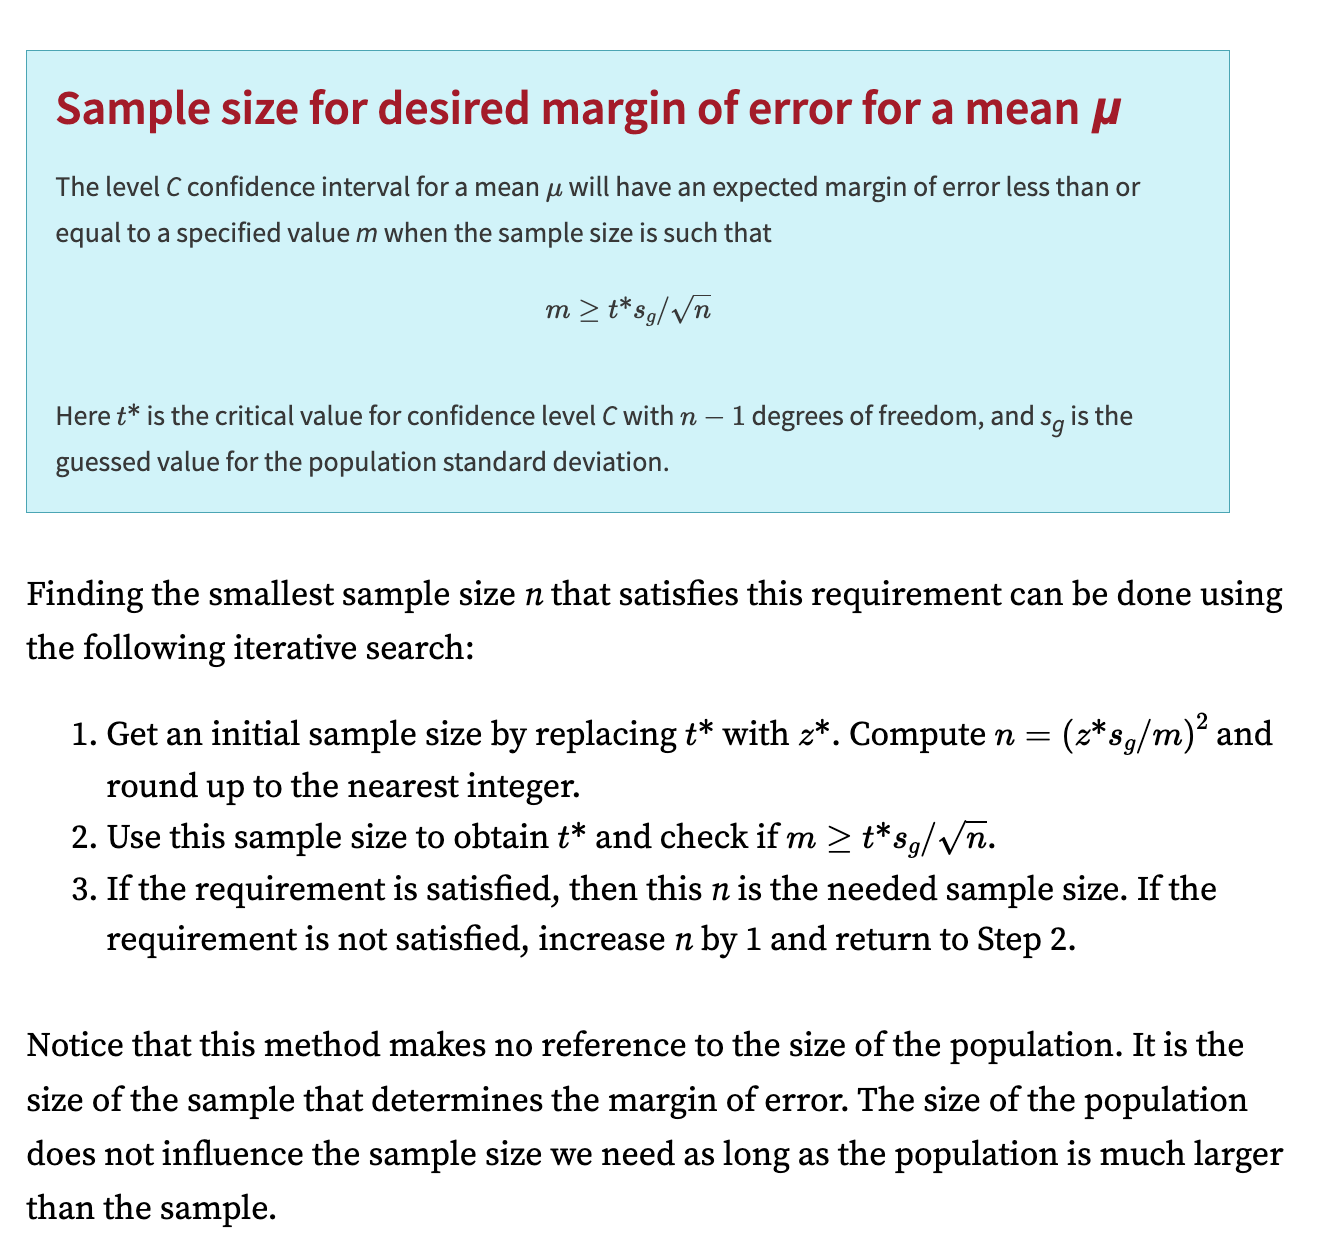 Sample size for desired margin of error for a mean μ
The level C confidence interval for a mean μ will have an expected margin of error less than or
equal to a specified value m when the sample size is such that
m ≥ t*s_g/√n
Here t* is the critical value for confidence level C with n − 1 degrees of freedom, and s_g is the
guessed value for the population standard deviation.
Finding the smallest sample size n that satisfies this requirement can be done using
the following iterative search:
1. Get an initial sample size by replacing t* with z*. Compute n = (z*s_g/m)² and
round up to the nearest integer.
2. Use this sample size to obtain t* and check if m ≥ t*s_g/√n.
3. If the requirement is satisfied, then this n is the needed sample size. If the
requirement is not satisfied, increase n by 1 and return to Step 2.
Notice that this method makes no reference to the size of the population. It is the
size of the sample that determines the margin of error. The size of the population
does not influence the sample size we need as long as the population is much larger
than the sample.